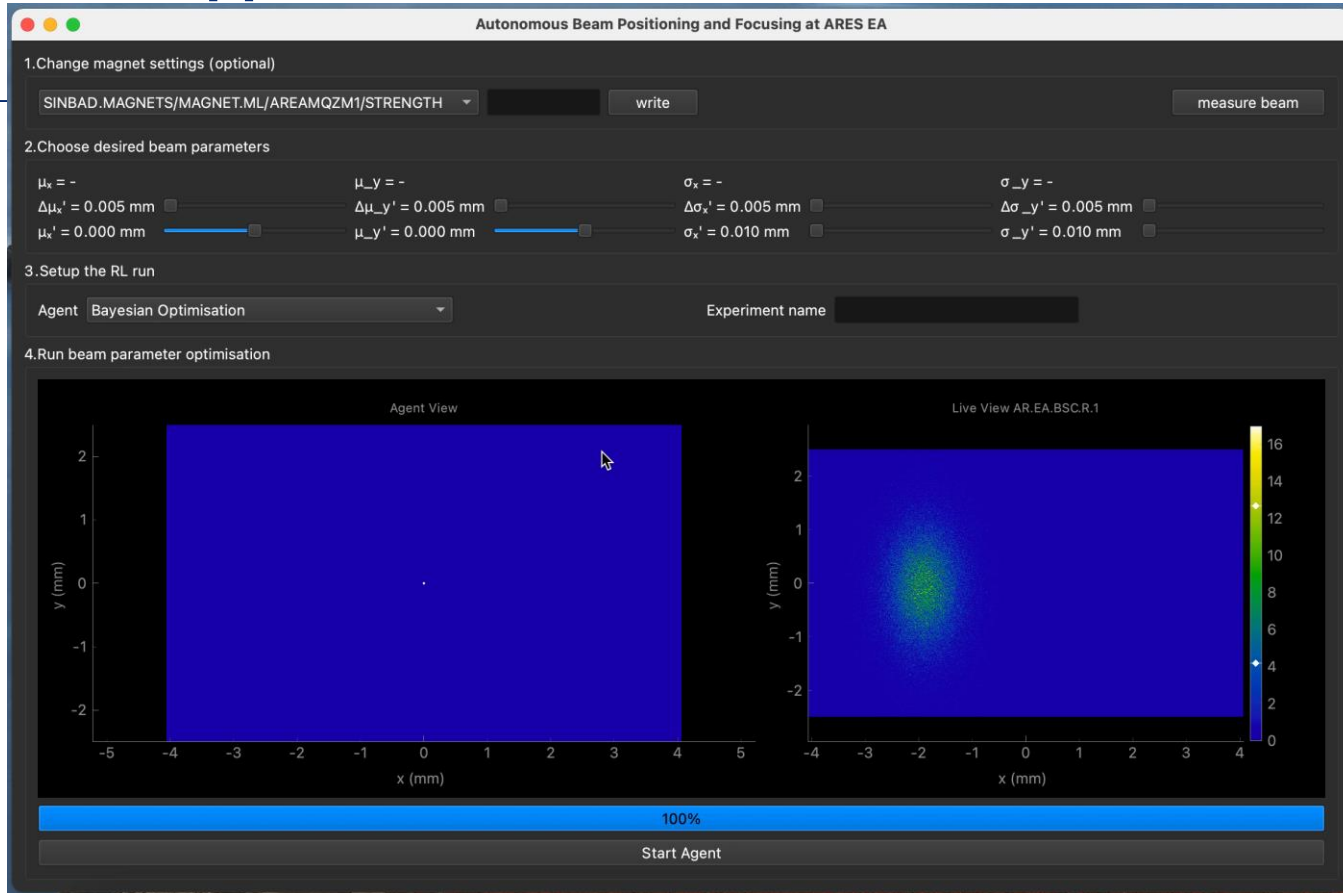 Autonomous Beam Positioning and Focusing at ARES EA
1.Change magnet settings (optional)
SINBAD.MAGNETS/MAGNET.ML/AREAMQZM1/STRENGTH write measure beam
2.Choose desired beam parameters
μₓ = - μ_y = - σₓ = - σ_y = -
Δμₓ' = 0.005 mm Δμ_y' = 0.005 mm Δσₓ' = 0.005 mm Δσ_y' = 0.005 mm
μₓ' = 0.000 mm μ_y' = 0.000 mm σₓ' = 0.010 mm σ_y' = 0.010 mm
3.Setup the RL run
Agent Bayesian Optimisation Experiment name
4.Run beam parameter optimisation
Agent View
2
1
0
-1
-2
y (mm)
-5 -4 -3 -2 -1 0 1 2 3 4 5
x (mm)
Live View AR.EA.BSC.R.1
2
1
0
-1
-2
y (mm)
-4 -3 -2 -1 0 1 2 3 4
x (mm)
16
14
12
10
8
6
4
2
0
100%
Start Agent